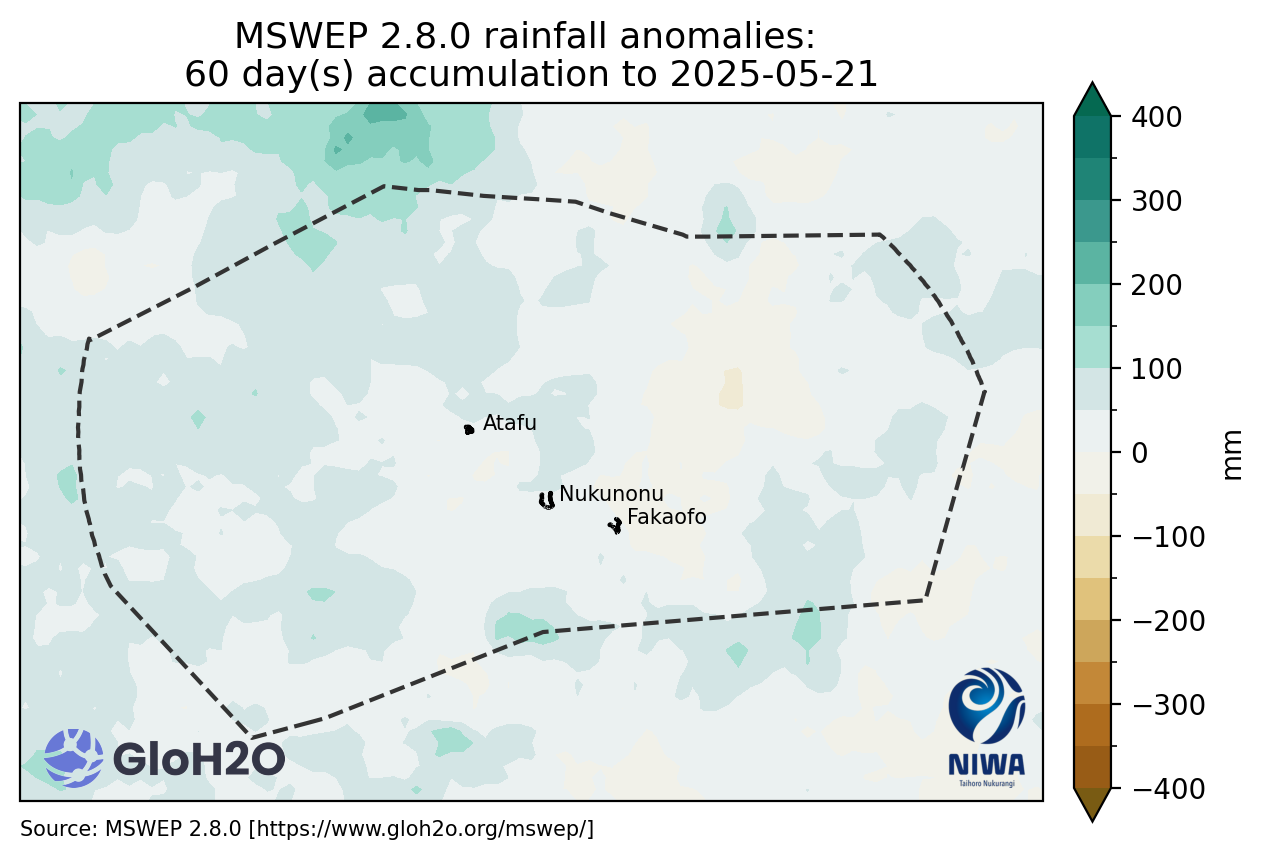 MSWEP 2.8.0 rainfall anomalies:
60 day(s) accumulation to 2025-05-21
400
300
200
100
0
−100
−200
−300
−400
mm
Atafu
Nukunonu
Fakaofo
GloH2O
NIWA
Taihoro Nukurangi
Source: MSWEP 2.8.0 [https://www.gloh2o.org/mswep/]